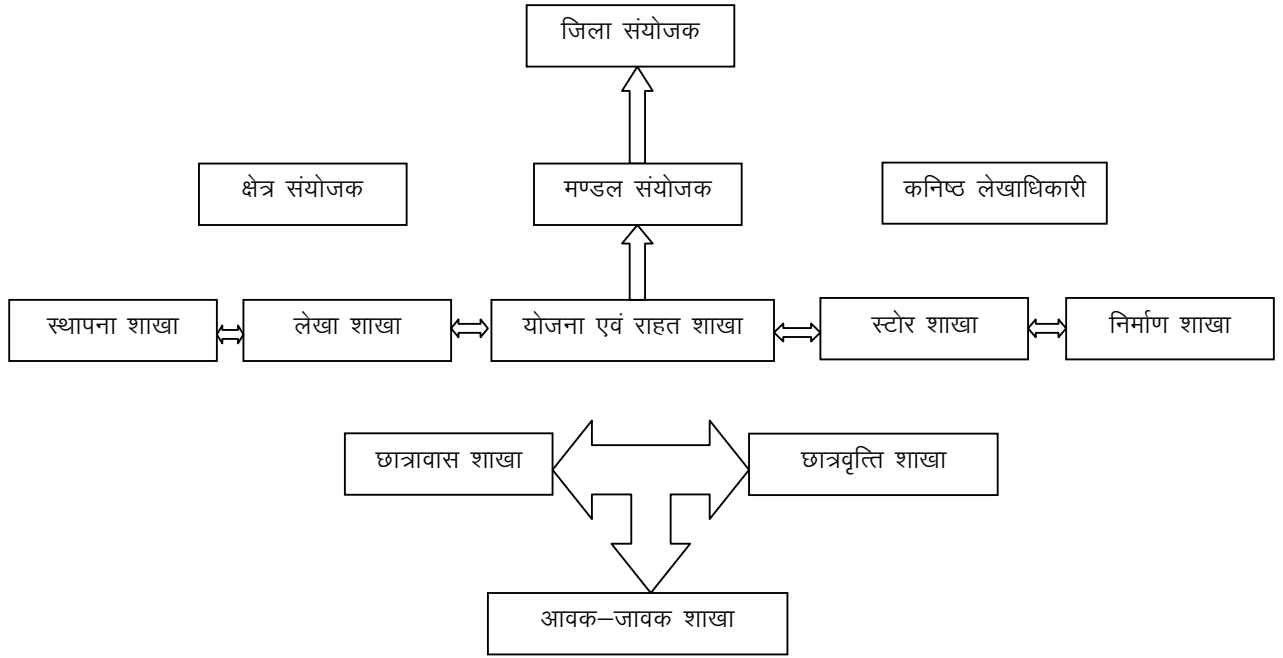 जिला संयोजक
क्षेत्र संयोजक
मण्डल संयोजक
कनिष्ठ लेखाधिकारी
स्थापना शाखा
लेखा शाखा
योजना एवं राहत शाखा
स्टोर शाखा
निर्माण शाखा
छात्रावास शाखा
छात्रवृत्ति शाखा
आवक–जावक शाखा